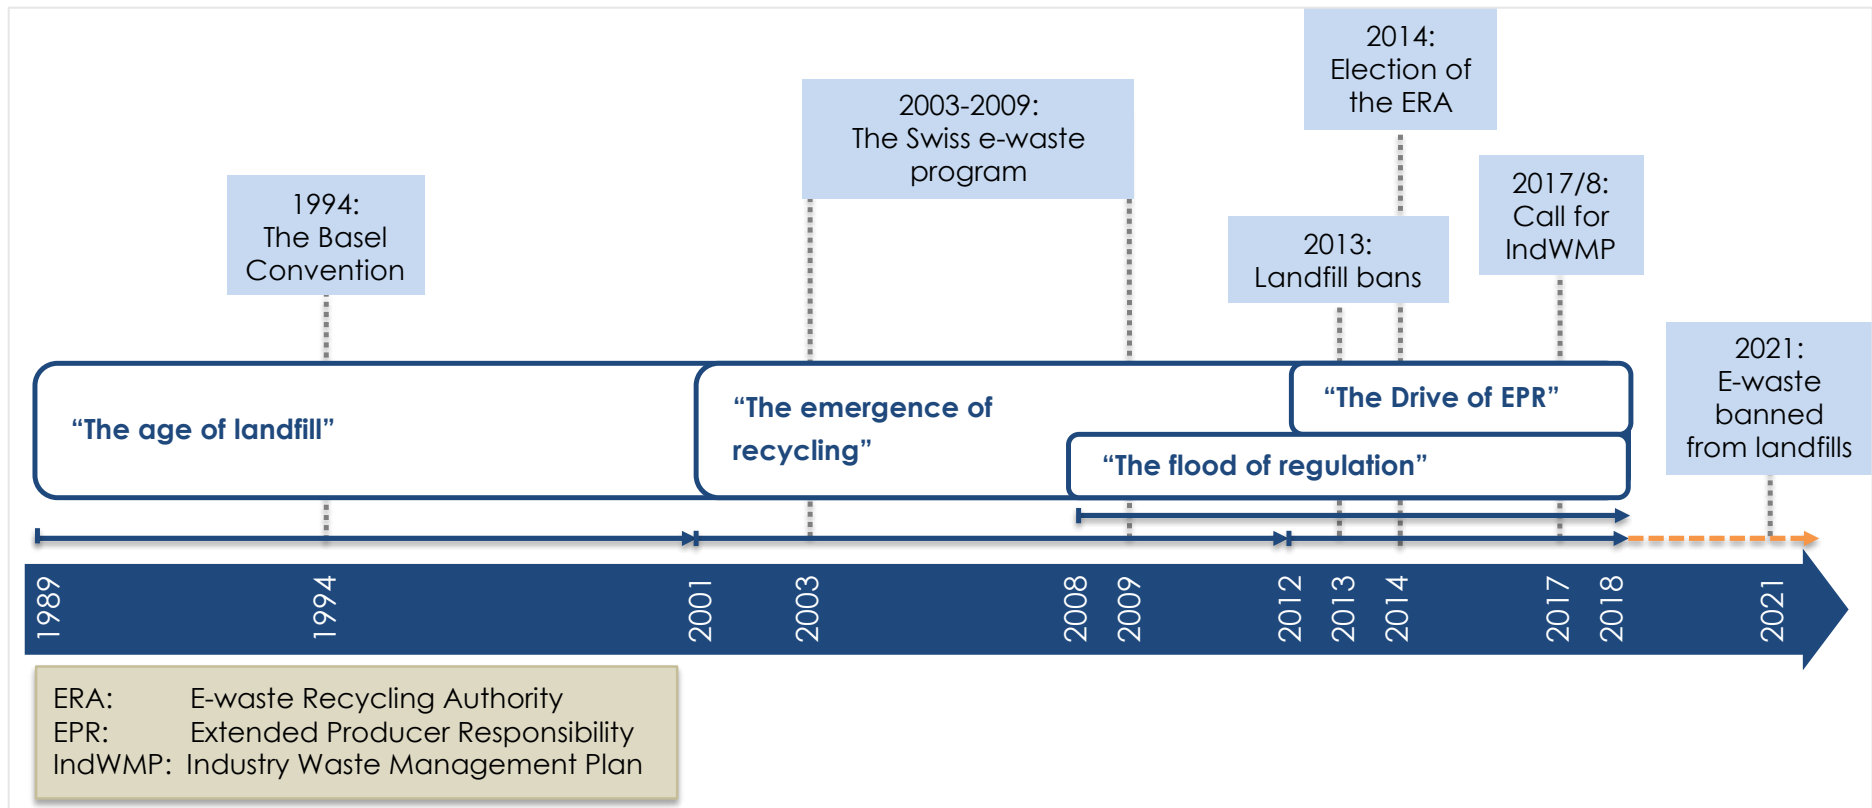 2014:
Election of
the ERA
2003-2009:
The Swiss e-waste
program
2017/8:
Call for
IndWMP
1994:
The Basel
Convention
2013:
Landfill bans
2021:
E-waste
banned
from landfills
“The age of landfill”
“The emergence of
recycling”
“The Drive of EPR”
“The flood of regulation”
1989
1994
2001
2003
2008
2009
2012
2013
2014
2017
2018
2021
ERA: E-waste Recycling Authority
EPR: Extended Producer Responsibility
IndWMP: Industry Waste Management Plan